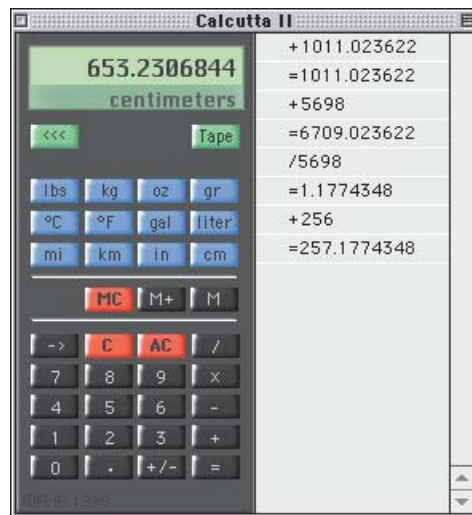 Calcutta II
653.2306844
centimeters
<<< Tape
lbs kg oz gr
°C °F gal liter
mi km in cm
MC M+ M
-> C AC /
7 8 9 X
4 5 6 -
1 2 3 +
0 . +/- =
+1011.023622
=1011.023622
+5698
=6709.023622
/5698
=1.1774348
+256
=257.1774348